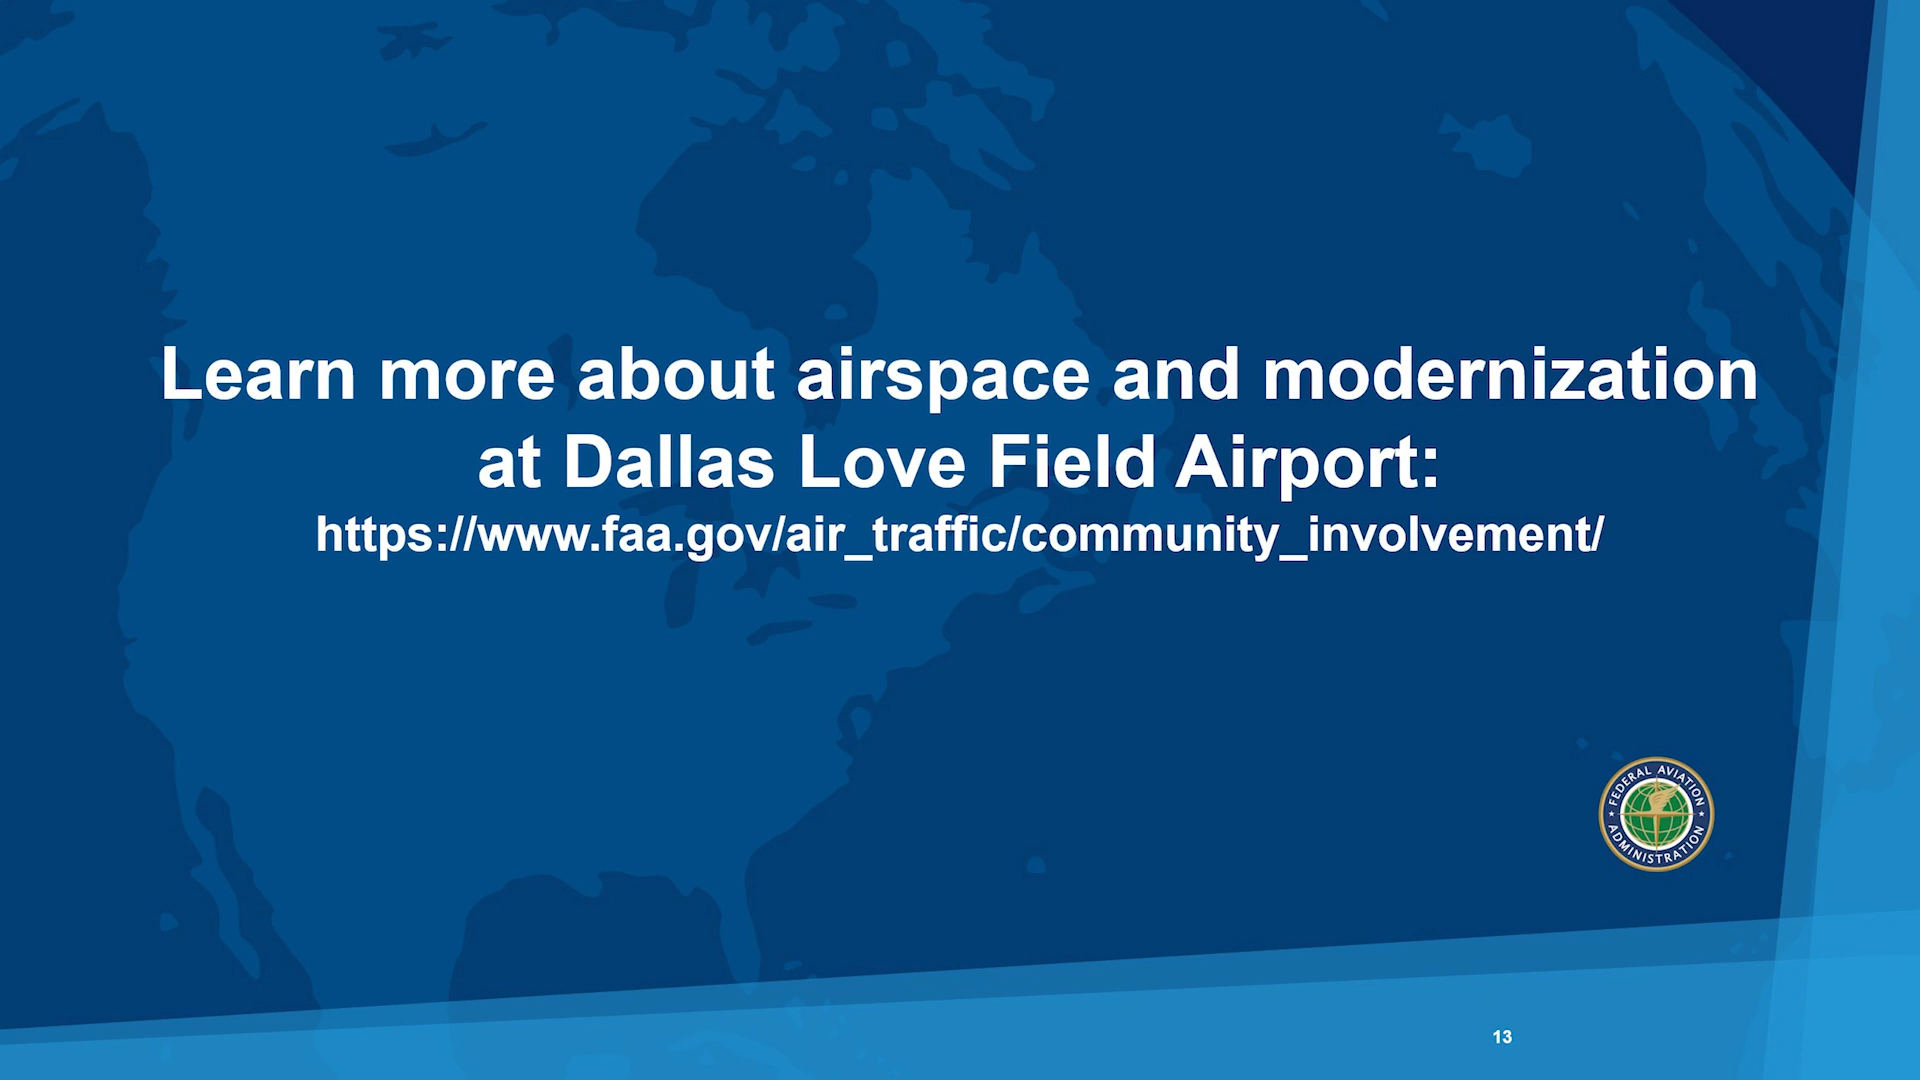 Learn more about airspace and modernization
at Dallas Love Field Airport:
https://www.faa.gov/air_traffic/community_involvement/
FEDERAL AVIATION
ADMINISTRATION
13